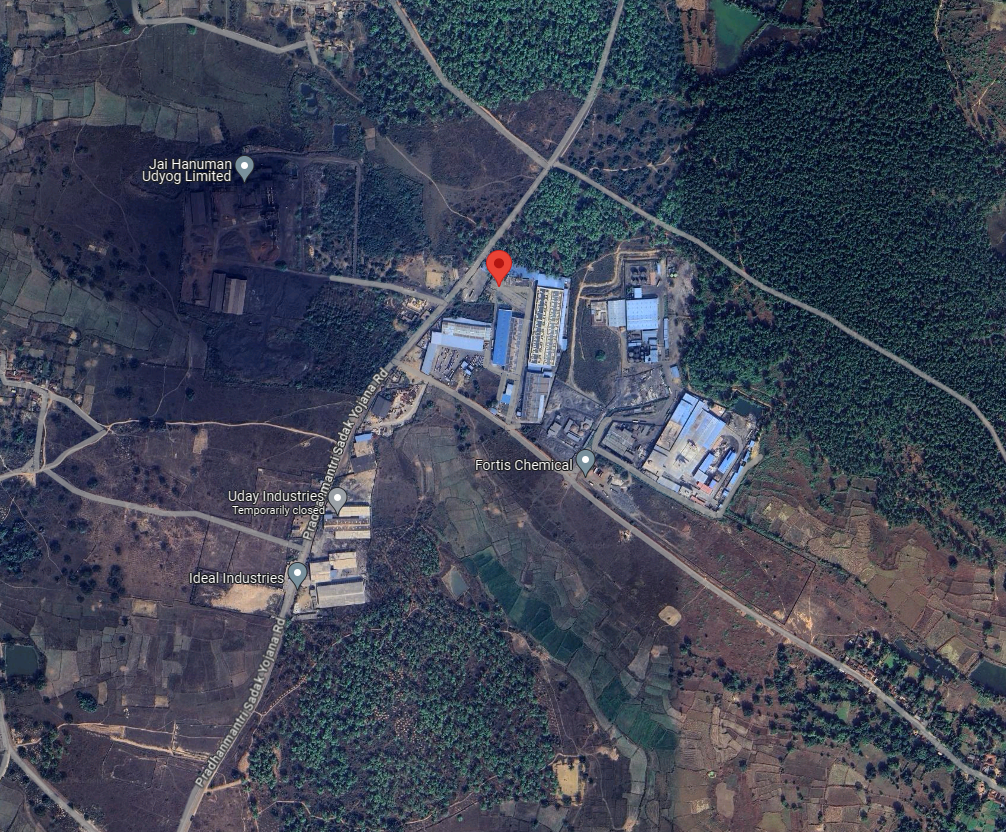 Jai Hanuman
Udyog Limited
Pradhanmantri Sadak Yojana Rd
Fortis Chemical
Uday Industries
Temporarily closed
Ideal Industries
Pradhanmantri Sadak Yojana Rd